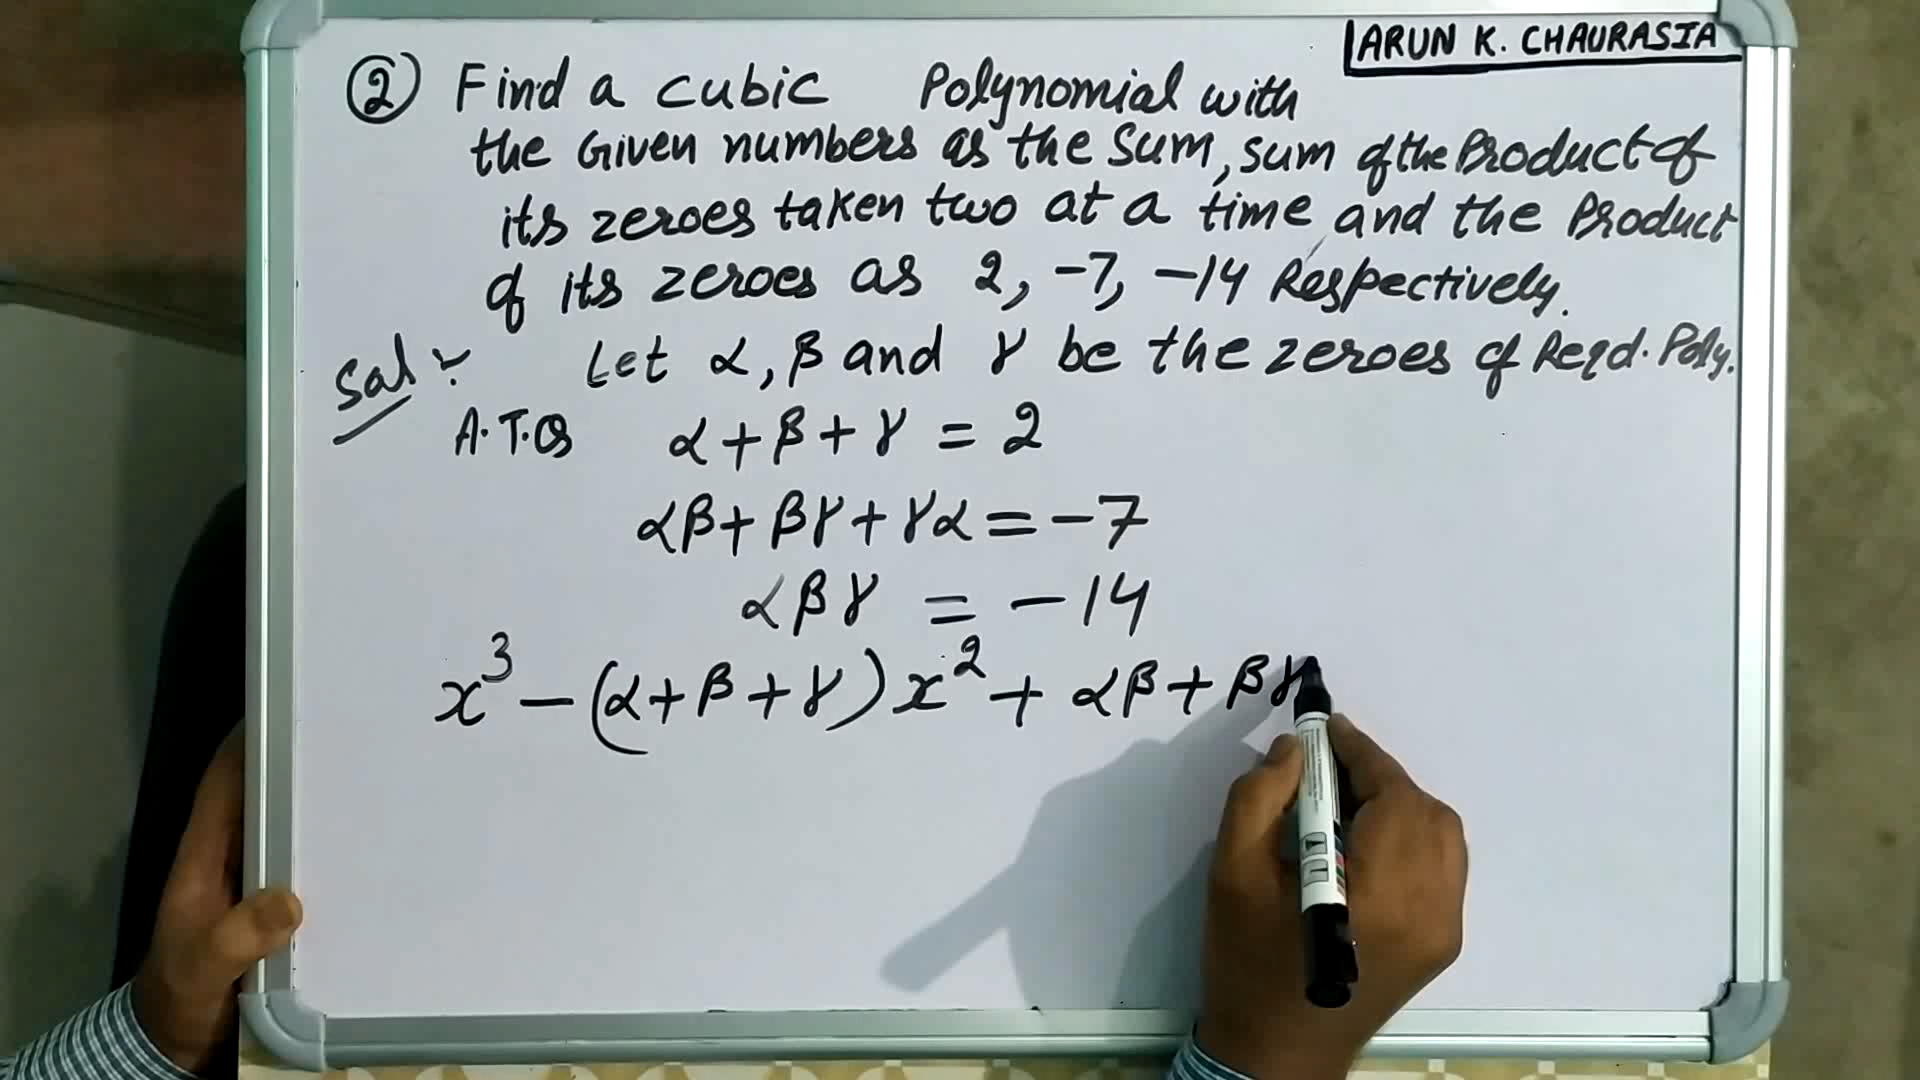 ARUN K. CHAURASIA
② Find a cubic Polynomial with
the Given numbers as the Sum, sum of the Product of
its zeroes taken two at a time and the Product
of its zeroes as 2, -7, -14 Respectively.
Sol:- Let α, β and γ be the zeroes of Reqd. Poly.
A.T.Q α + β + γ = 2
αβ + βγ + γα = -7
αβγ = -14
x³ - (α + β + γ) x² + αβ + βγ